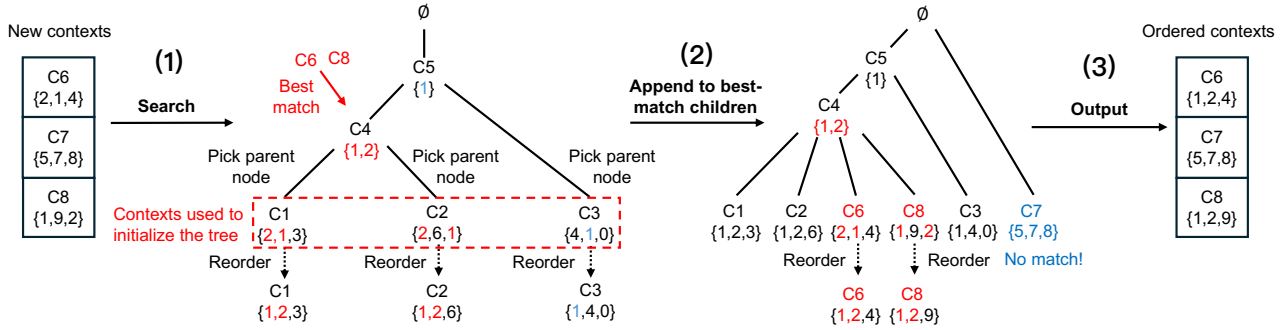 New contexts
C6
{2,1,4}
C7
{5,7,8}
C8
{1,9,2}
(1)
Search
C6 C8
Best
match
Ø
C5
{1}
C4
{1,2}
Pick parent
node
Pick parent
node
Pick parent
node
Contexts used to
initialize the tree
C1
{2,1,3}
C2
{2,6,1}
C3
{4,1,0}
Reorder
Reorder
Reorder
C1
{1,2,3}
C2
{1,2,6}
C3
{1,4,0}
(2)
Append to best-
match children
Ø
C5
{1}
C4
{1,2}
C1
{1,2,3}
C2
{1,2,6}
C6
{2,1,4}
C8
{1,9,2}
C3
{1,4,0}
C7
{5,7,8}
Reorder
Reorder
No match!
C6
{1,2,4}
C8
{1,2,9}
(3)
Output
Ordered contexts
C6
{1,2,4}
C7
{5,7,8}
C8
{1,2,9}